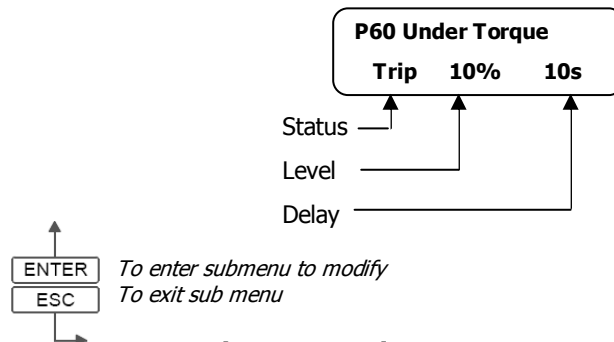 P60 Under Torque
Trip 10% 10s
Status
Level
Delay
ENTER To enter submenu to modify
ESC To exit sub menu